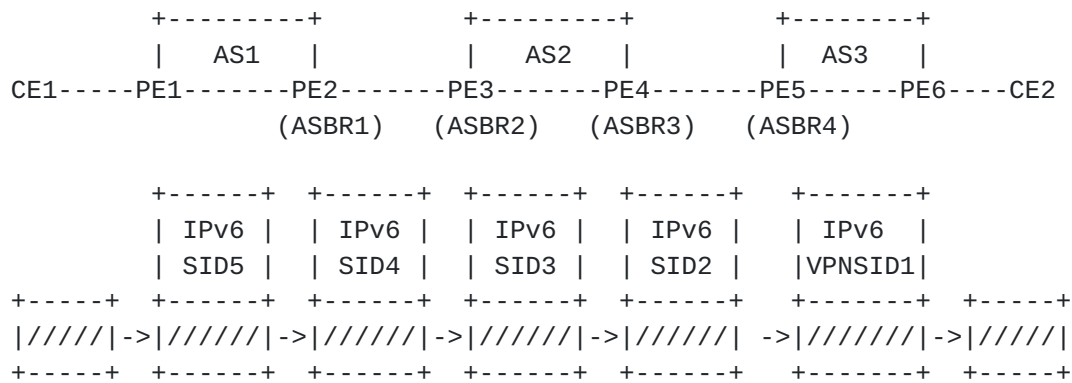 +---------+         +---------+         +--------+
|   AS1   |         |   AS2   |         |  AS3   |
CE1-----PE1-------PE2-------PE3-------PE4-------PE5------PE6----CE2
(ASBR1)   (ASBR2)   (ASBR3)   (ASBR4)
+------+  +------+  +------+  +------+   +-------+
| IPv6 |  | IPv6 |  | IPv6 |  | IPv6 |   | IPv6  |
| SID5 |  | SID4 |  | SID3 |  | SID2 |   |VPNSID1|
+-----+  +------+  +------+  +------+  +------+   +-------+  +-----+
|/////|->|//////|->|//////|->|//////|->|//////| ->|///////|->|/////|
+-----+  +------+  +------+  +------+  +------+   +-------+  +-----+